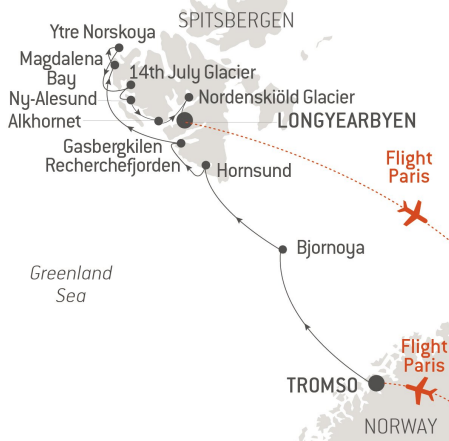 SPITSBERGEN
Ytre Norskoya
Magdalena
Bay
14th July Glacier
Ny-Alesund
Nordenskiöld Glacier
Alkhornet
LONGYEARBYEN
Gasbergkilen
Recherchefjorden
Hornsund
Flight
Paris
Bjornoya
Greenland
Sea
Flight
Paris
TROMSO
NORWAY